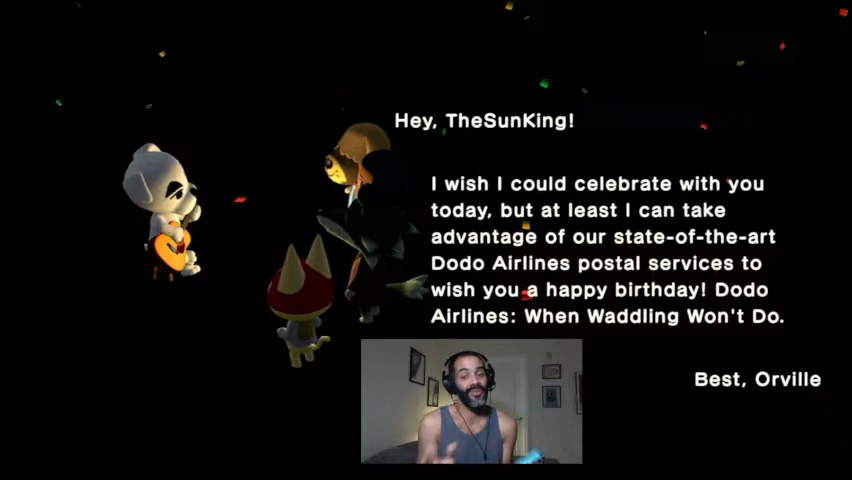 Hey, TheSunKing!
I wish I could celebrate with you
today, but at least I can take
advantage of our state-of-the-art
Dodo Airlines postal services to
wish you a happy birthday! Dodo
Airlines: When Waddling Won't Do.
Best, Orville